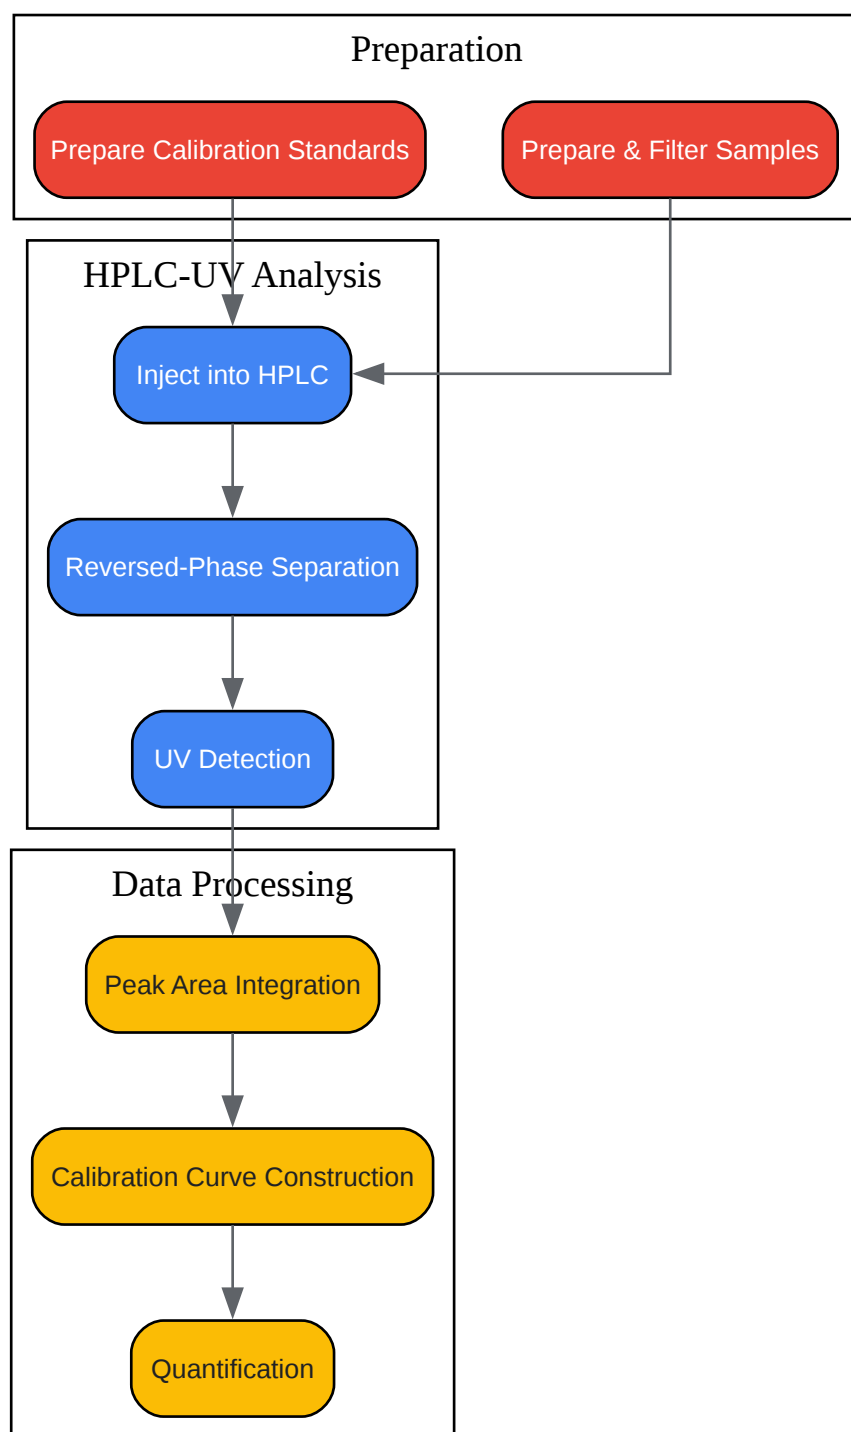 Preparation
Prepare Calibration Standards
Prepare & Filter Samples
HPLC-UV Analysis
Inject into HPLC
Reversed-Phase Separation
UV Detection
Data Processing
Peak Area Integration
Calibration Curve Construction
Quantification